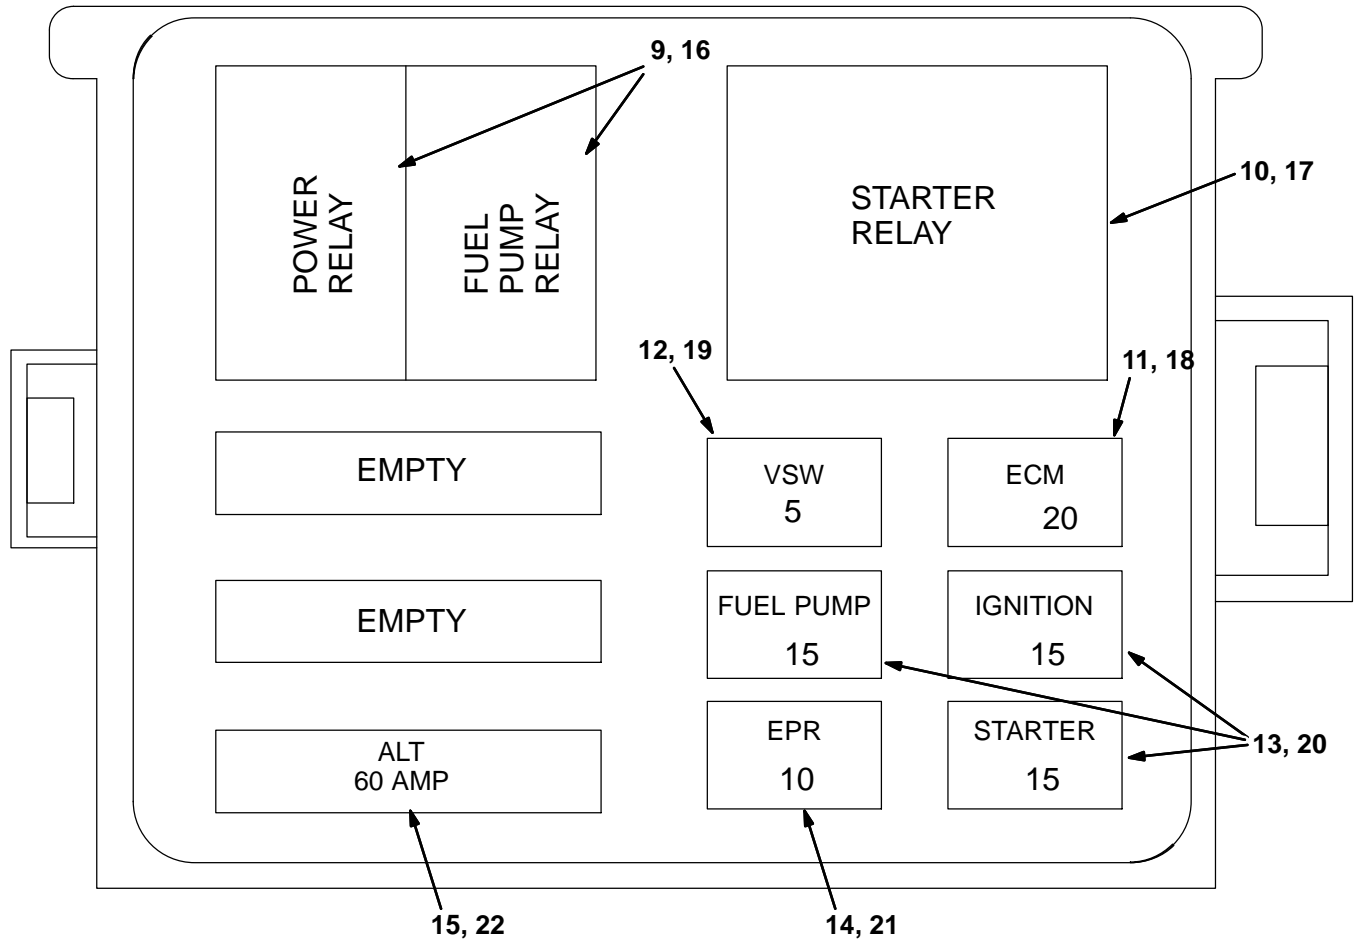 9, 16
POWER
RELAY
FUEL
PUMP
RELAY
STARTER
RELAY
10, 17
12, 19
11, 18
EMPTY
VSW
5
ECM
20
EMPTY
FUEL PUMP
15
IGNITION
15
ALT
60 AMP
EPR
10
STARTER
15
13, 20
15, 22
14, 21